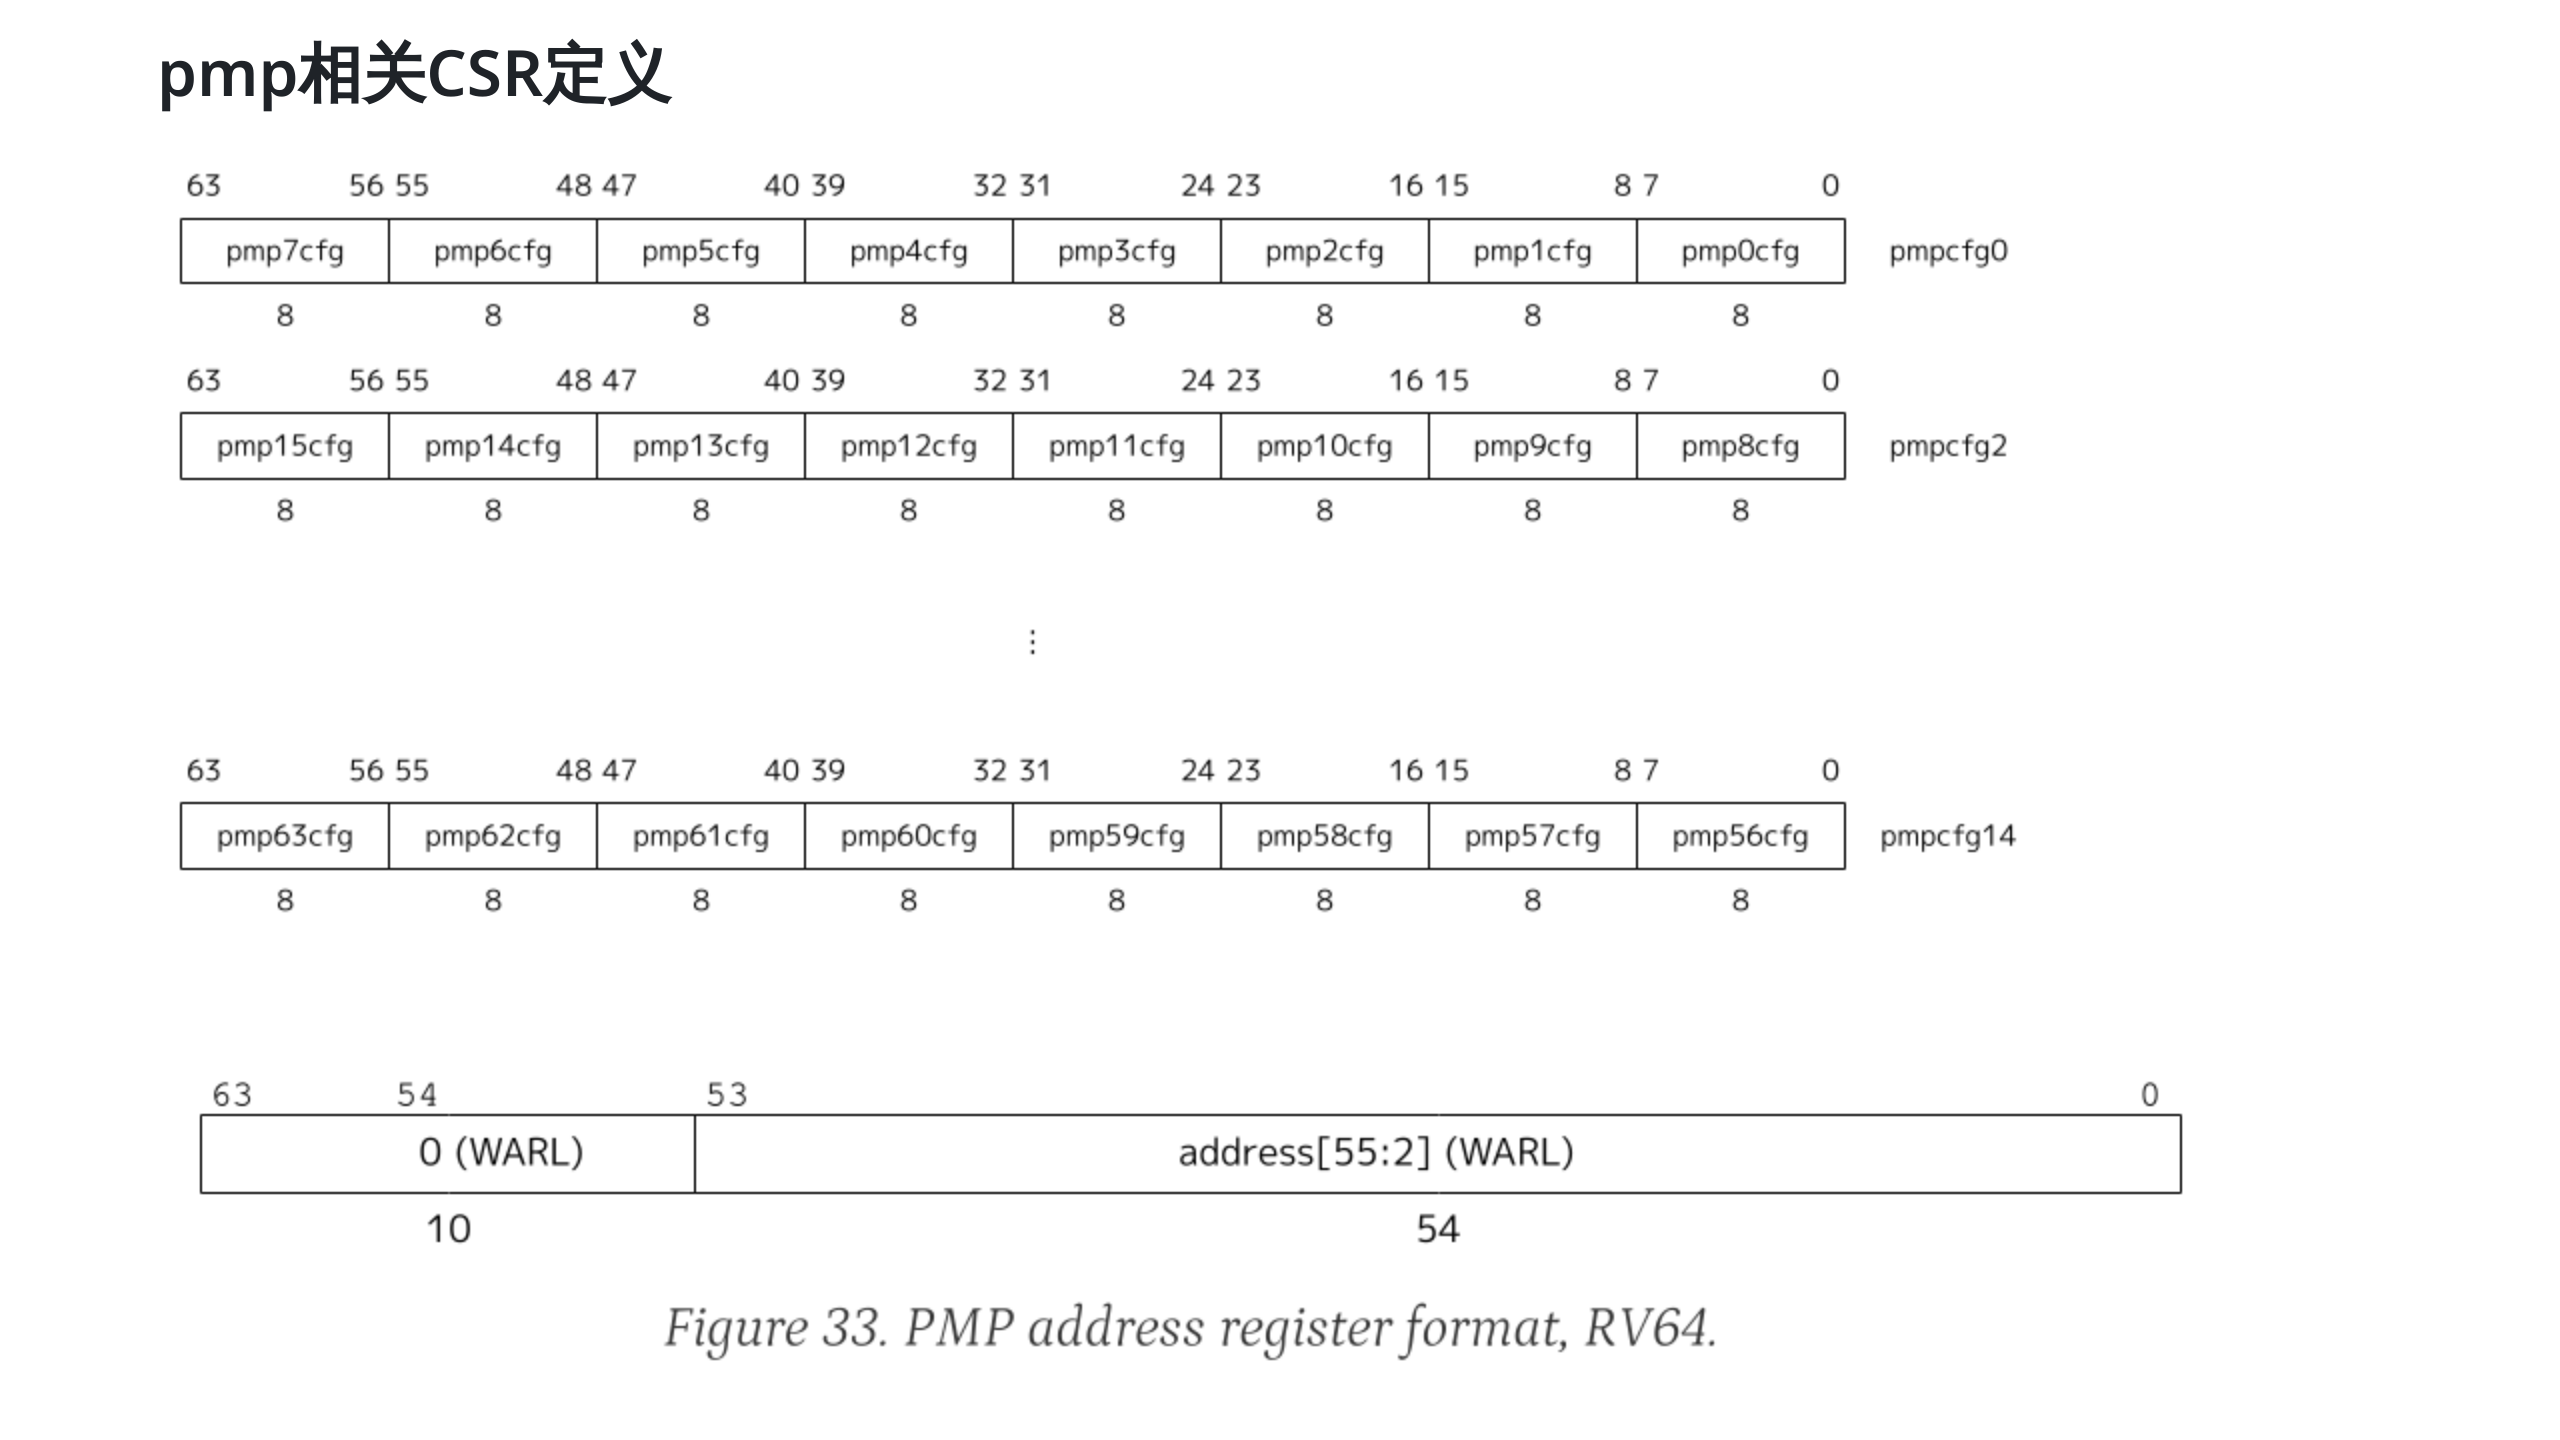 pmp相关CSR定义
63 56 55 48 47 40 39 32 31 24 23 16 15 8 7 0
pmp7cfg pmp6cfg pmp5cfg pmp4cfg pmp3cfg pmp2cfg pmp1cfg pmp0cfg pmpcfg0
8 8 8 8 8 8 8 8
63 56 55 48 47 40 39 32 31 24 23 16 15 8 7 0
pmp15cfg pmp14cfg pmp13cfg pmp12cfg pmp11cfg pmp10cfg pmp9cfg pmp8cfg pmpcfg2
8 8 8 8 8 8 8 8
⋮
63 56 55 48 47 40 39 32 31 24 23 16 15 8 7 0
pmp63cfg pmp62cfg pmp61cfg pmp60cfg pmp59cfg pmp58cfg pmp57cfg pmp56cfg pmpcfg14
8 8 8 8 8 8 8 8
63 54 53 0
0 (WARL) address[55:2] (WARL)
10 54
Figure 33. PMP address register format, RV64.